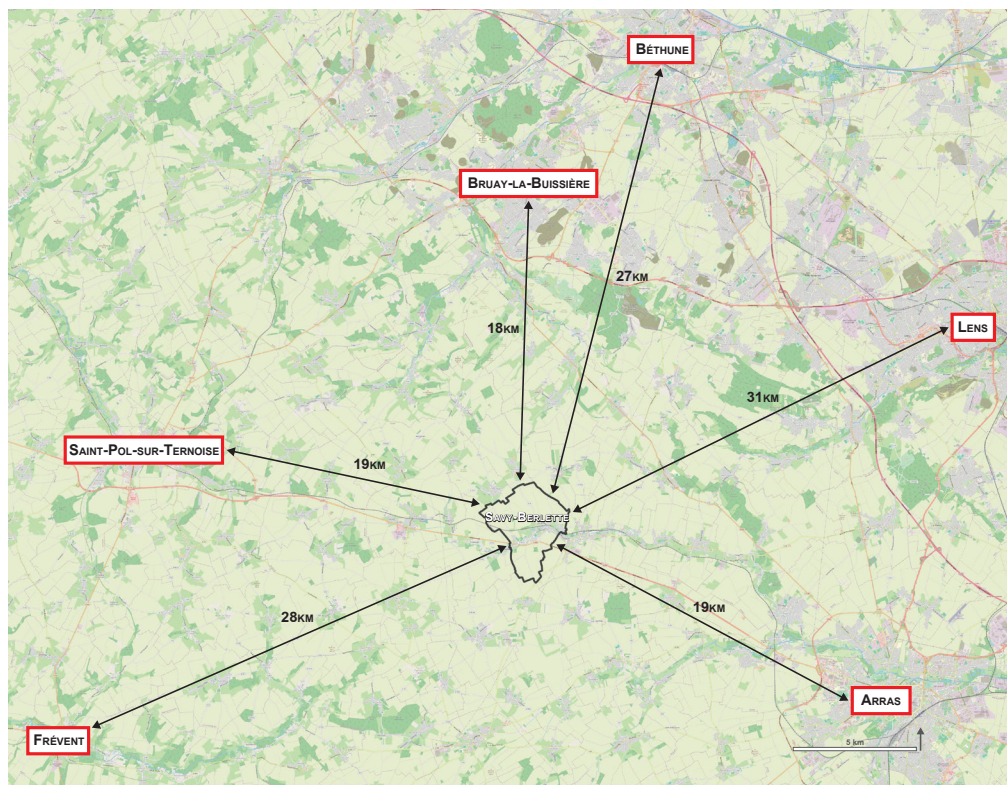 BÉTHUNE
BRUAY-LA-BUISSIÈRE
27KM
18KM
LENS
31KM
SAINT-POL-SUR-TERNOISE
19KM
SAVY-BERLETTE
28KM
19KM
ARRAS
FRÉVENT
5 km